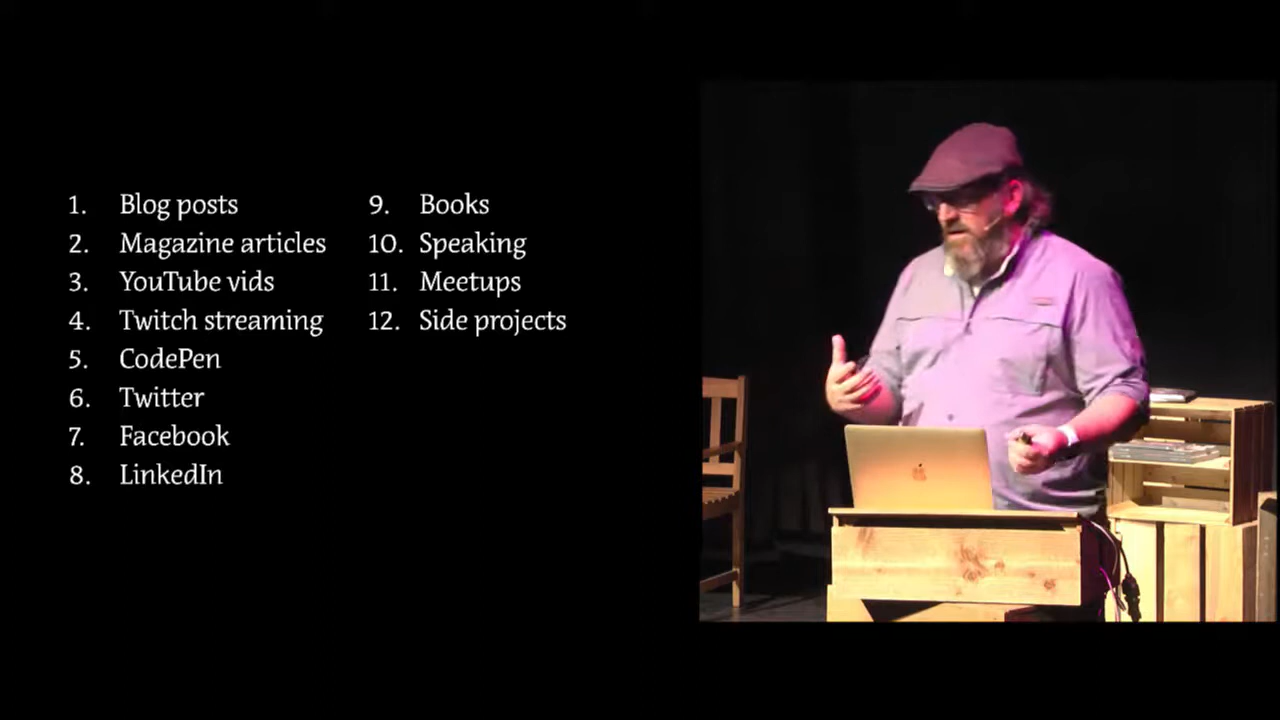 1. Blog posts
2. Magazine articles
3. YouTube vids
4. Twitch streaming
5. CodePen
6. Twitter
7. Facebook
8. LinkedIn
9. Books
10. Speaking
11. Meetups
12. Side projects